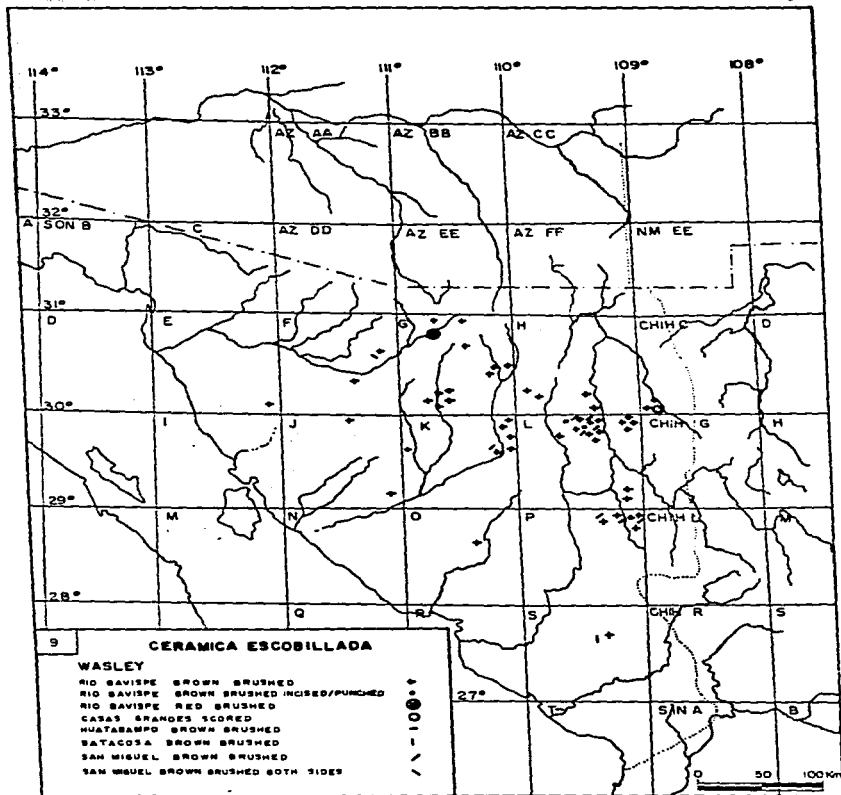 114° 113° 112° 111° 110° 109° 108°
33°
AZ AA AZ BB AZ CC
32°
A SON B C AZ DD AZ EE AZ FF NM EE
31°
D E F G H CHIH C D
30°
I J K L CHIH G H
29°
M N O P CHIH L M
28°
Q R S CHIH R S
27°
T SINA B
9
CERAMICA ESCOBILLADA
WASLEY
RIO BAVISPE BROWN BRUSHED
RIO BAVISPE BROWN BRUSHED INCISED/PUNCHED
RIO BAVISPE RED BRUSHED
CASAS GRANDES SCORED
HUATABAMPO BROWN BRUSHED
BATACOSA BROWN BRUSHED
SAN MIGUEL BROWN BRUSHED
SAN MIGUEL BROWN BRUSHED BOTH SIDES
0 50 100 Km